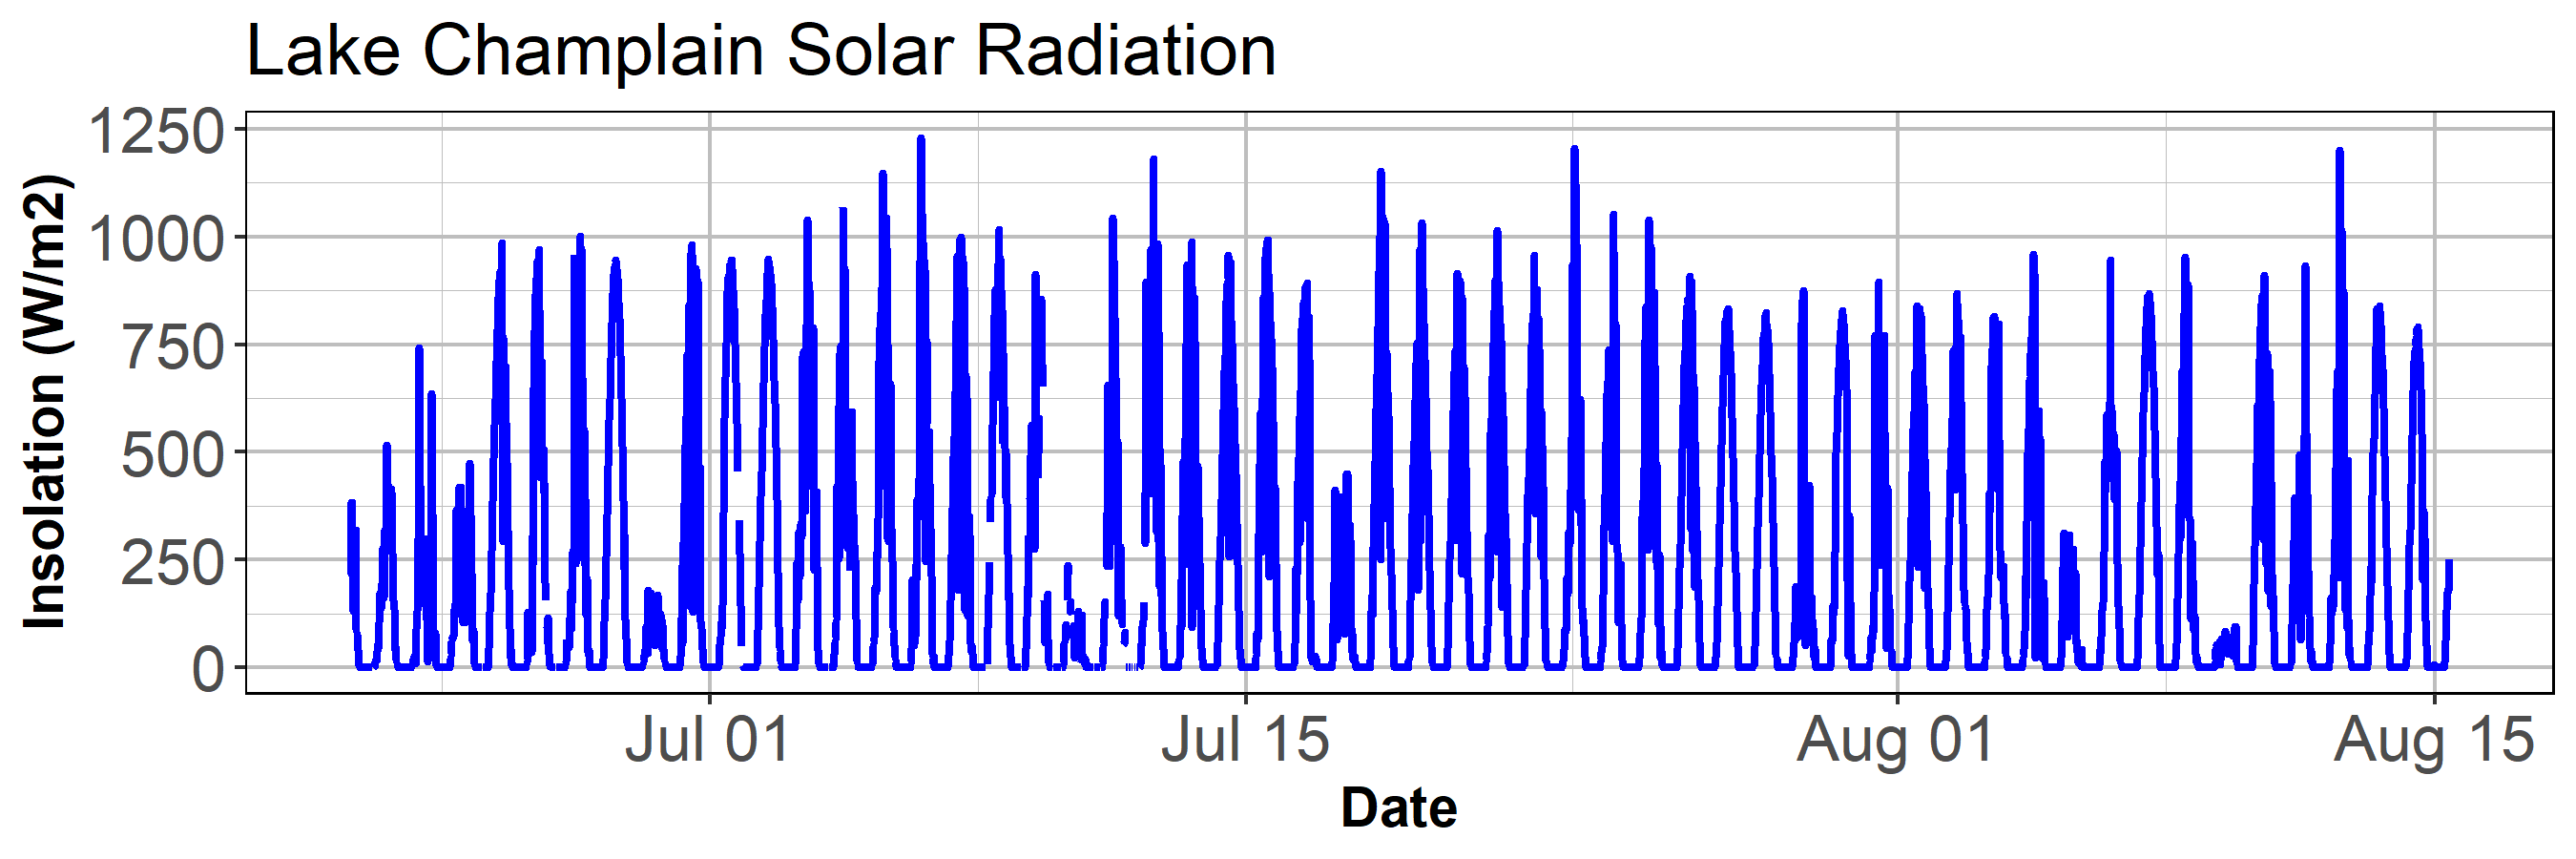 Lake Champlain Solar Radiation
1250
1000
750
500
250
0
Insolation (W/m2)
Jul 01
Jul 15
Aug 01
Aug 15
Date